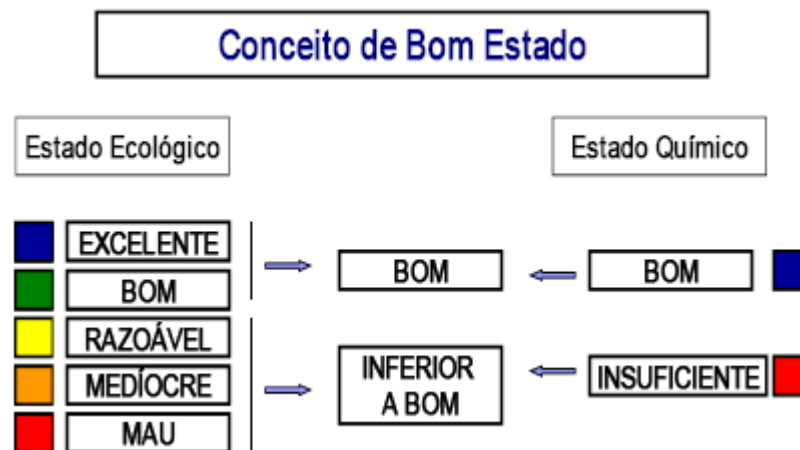 Conceito de Bom Estado
Estado Ecológico
Estado Químico
EXCELENTE
BOM
RAZOÁVEL
MEDÍOCRE
MAU
BOM
INFERIOR
A BOM
BOM
INSUFICIENTE